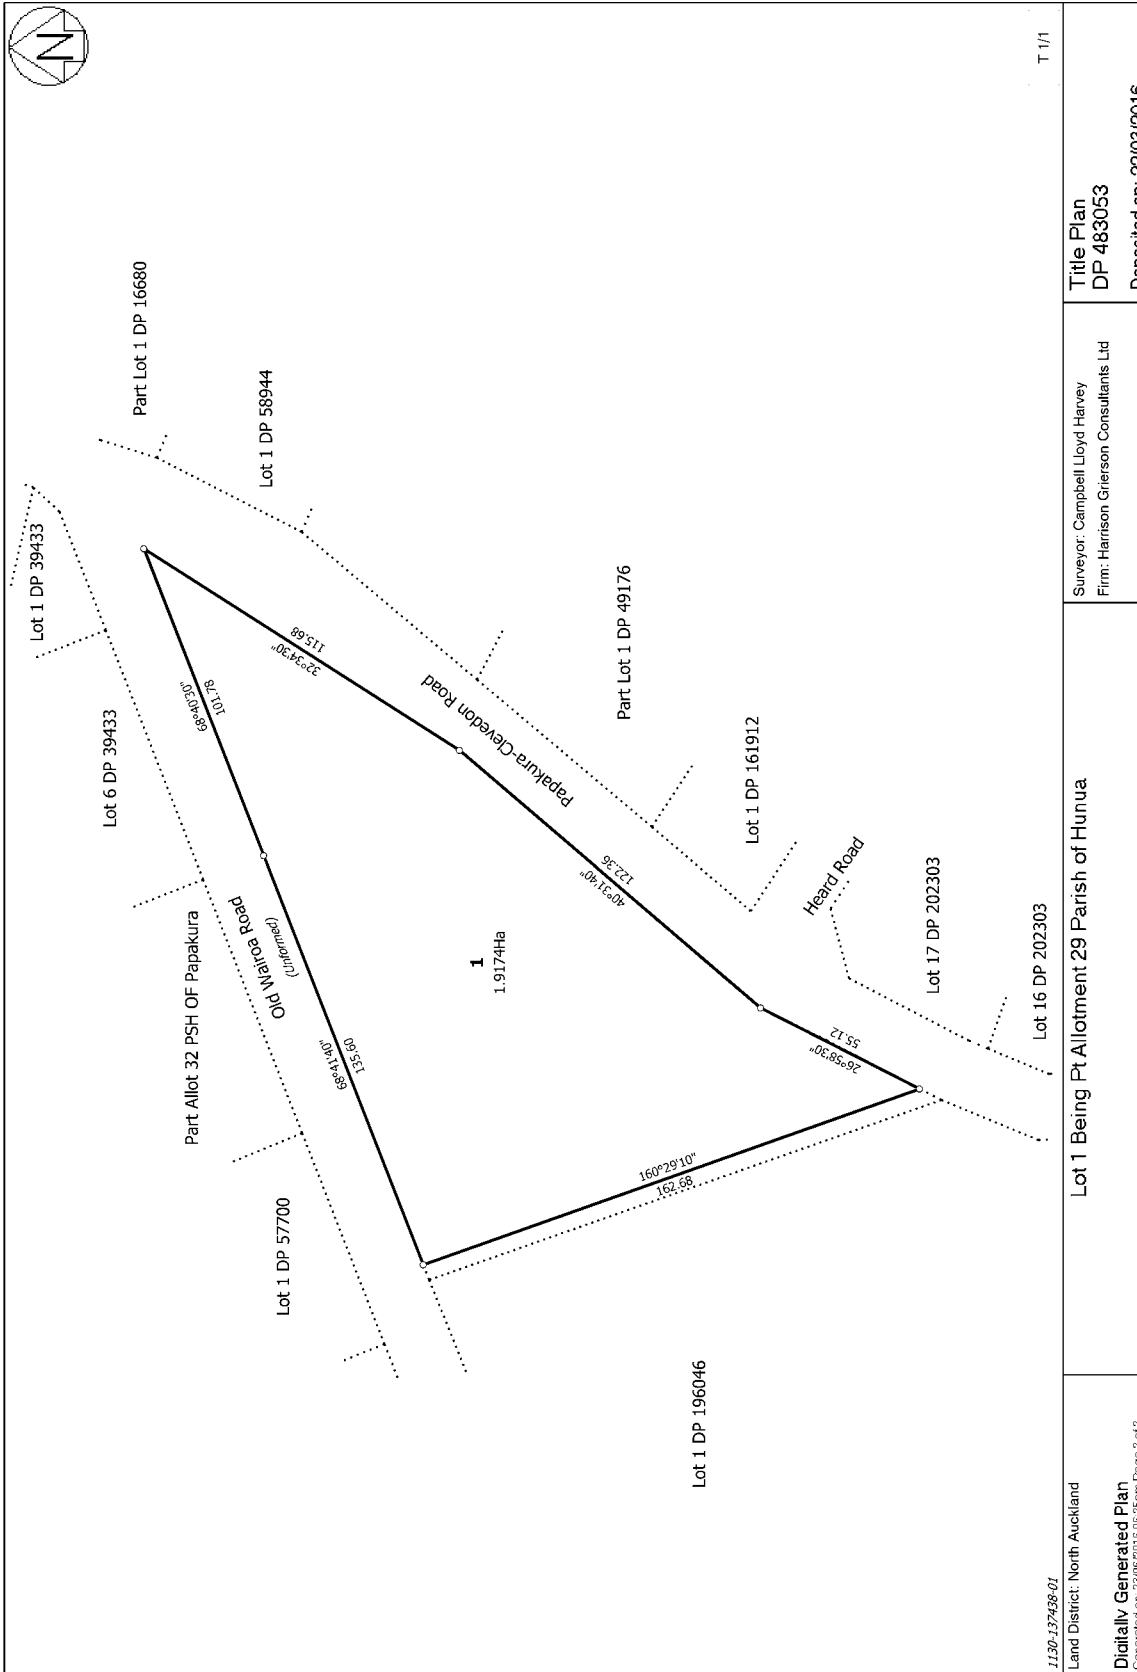 N
Lot 1 DP 39433
Part Lot 1 DP 16680
Lot 6 DP 39433
Lot 1 DP 58944
68°40'30"
101.78
32°34'30"
115.68
Part Allot 32 PSH OF Papakura
Old Wairoa Road
(Unformed)
Papakura-Clevedon Road
Part Lot 1 DP 49176
68°41'40"
135.60
1
1.9174Ha
40°31'40"
122.36
Lot 1 DP 161912
Lot 1 DP 57700
Heard Road
160°29'10"
162.68
26°58'30"
55.12
Lot 17 DP 202303
Lot 16 DP 202303
Lot 1 DP 196046
1130-137438-01
T 1/1
Land District: North Auckland
Digitally Generated Plan
Lot 1 Being Pt Allotment 29 Parish of Hunua
Surveyor: Campbell Lloyd Harvey
Firm: Harrison Grierson Consultants Ltd
Title Plan
DP 483053
Deposited on: 22/03/2016